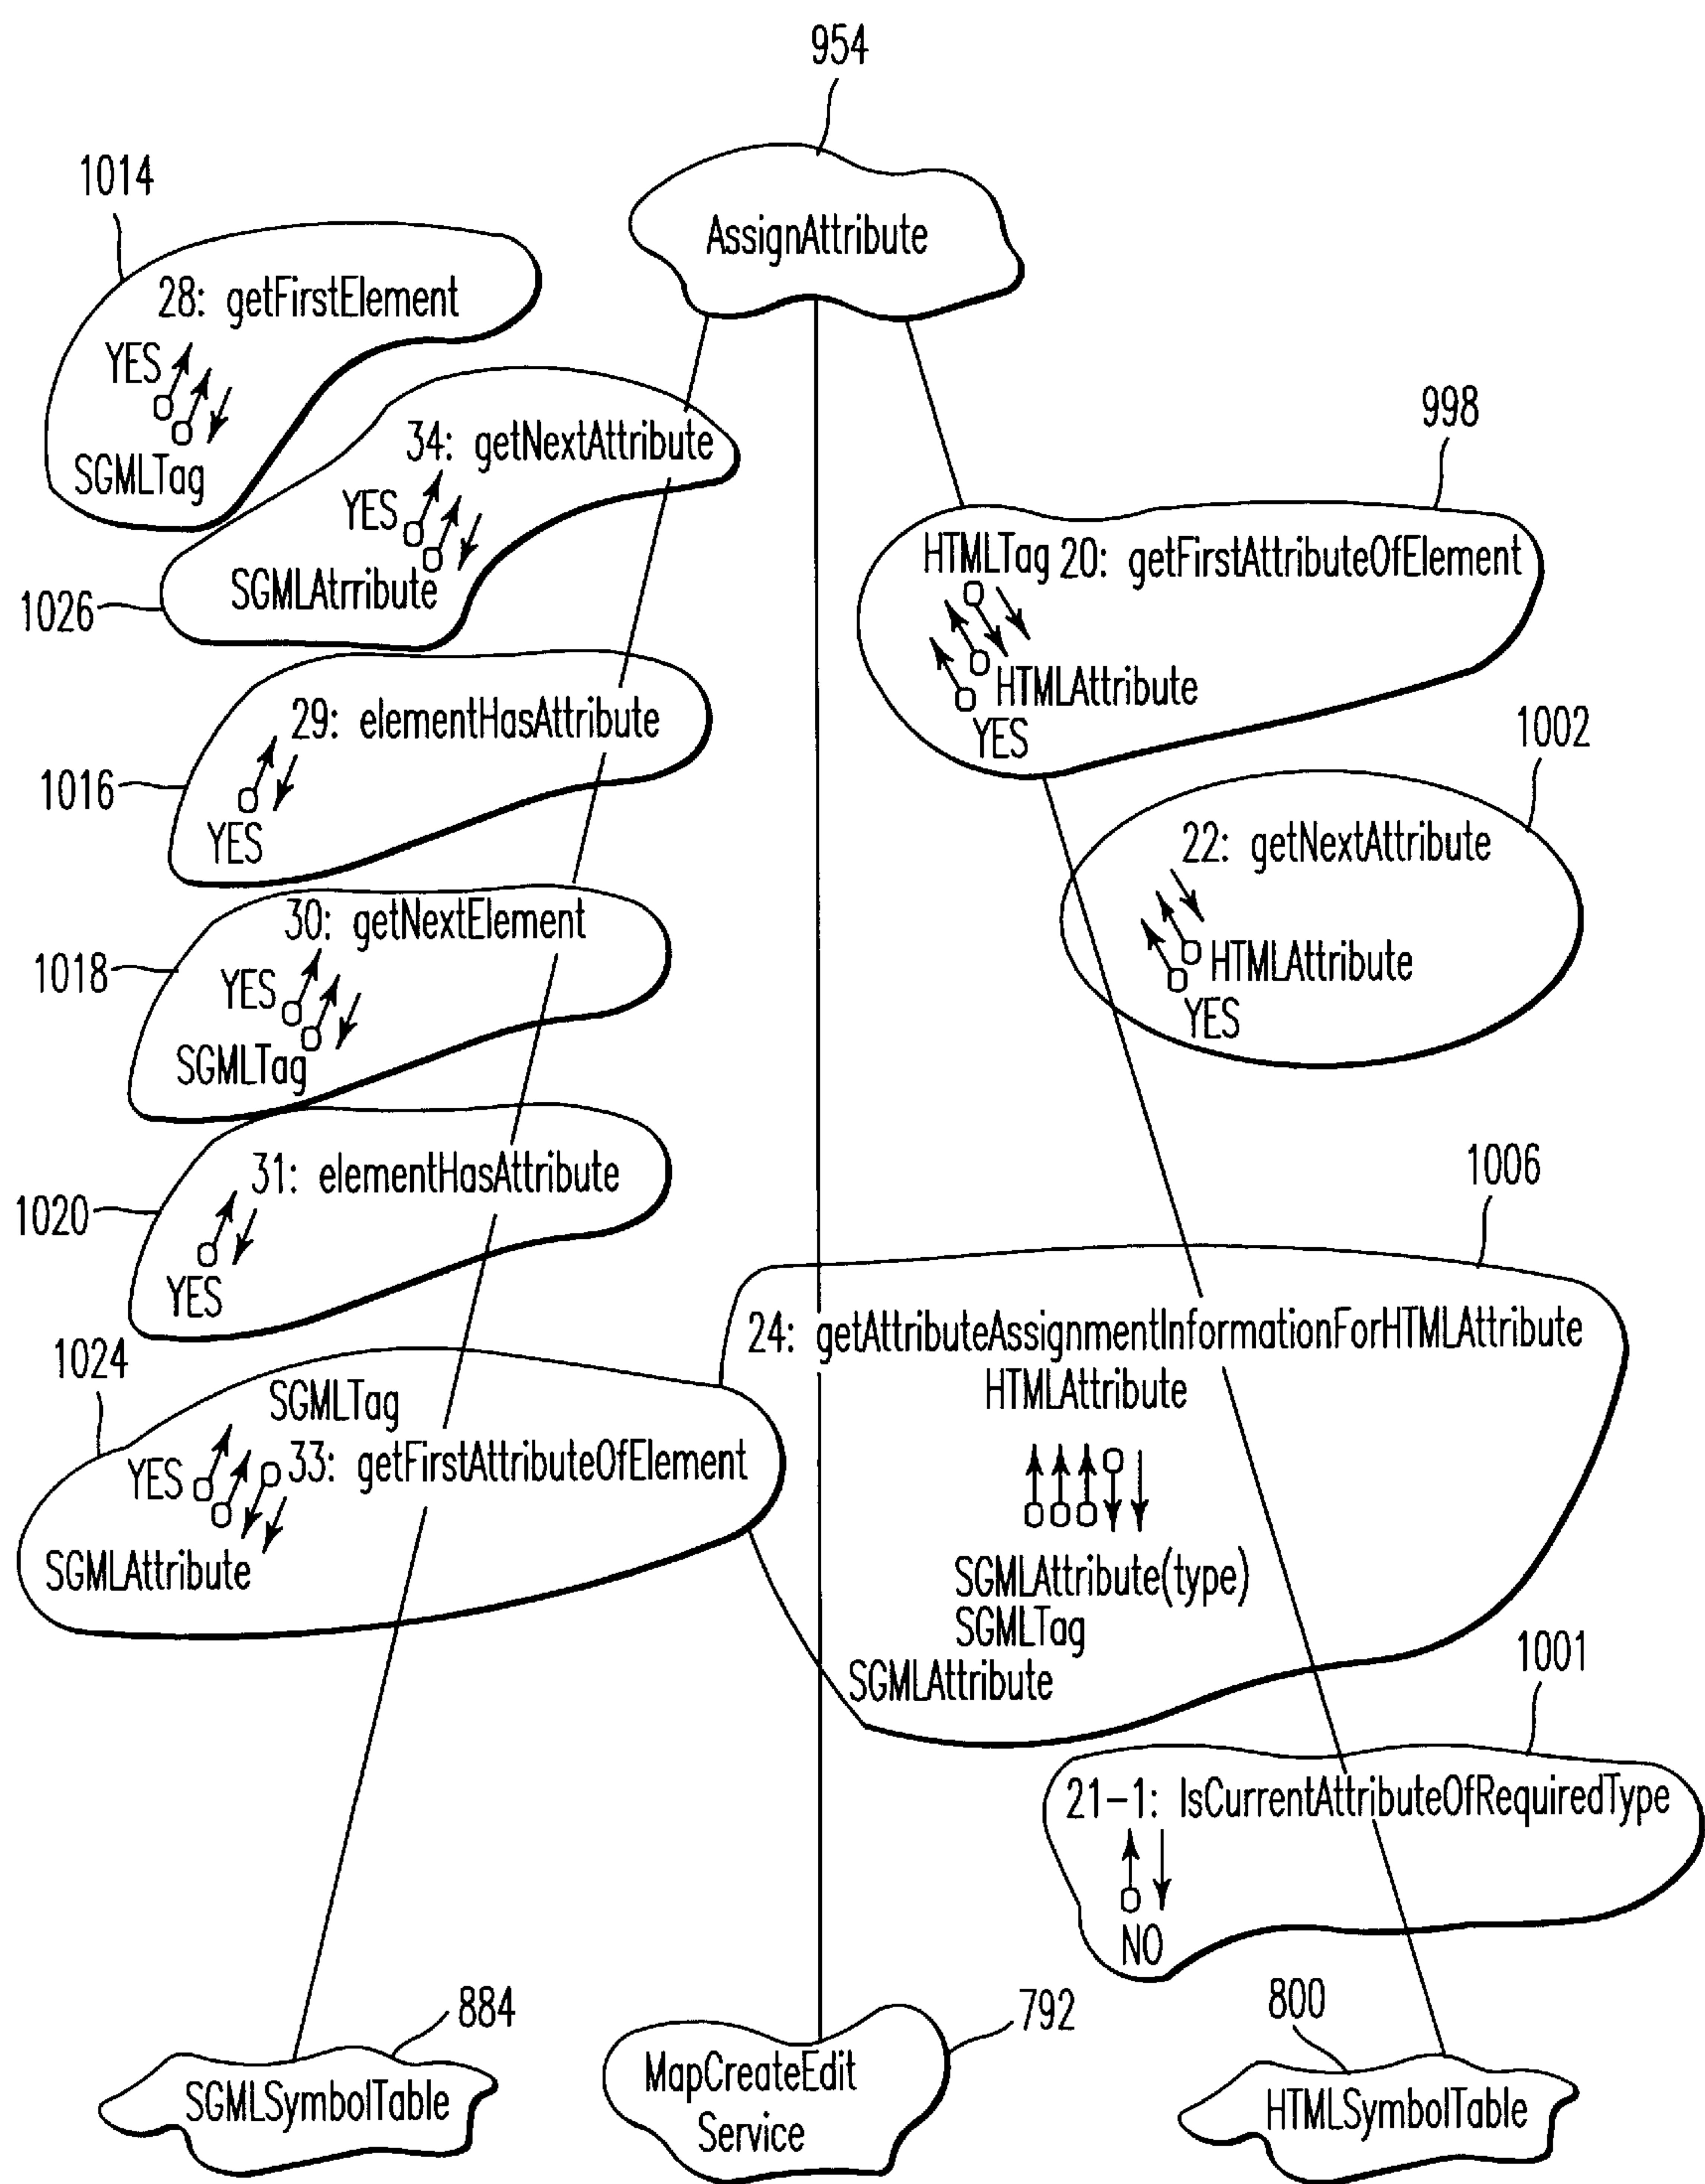 954
AssignAttribute
1014
28: getFirstElement
YES
SGMLTag
34: getNextAttribute
YES
SGMLAtrribute
1026
998
HTMLTag 20: getFirstAttributeOfElement
HTMLAttribute
YES
29: elementHasAttribute
1016
YES
1002
22: getNextAttribute
HTMLAttribute
YES
30: getNextElement
1018
YES
SGMLTag
31: elementHasAttribute
1020
YES
1006
24: getAttributeAssignmentInformationForHTMLAttribute
HTMLAttribute
SGMLAttribute(type)
SGMLTag
SGMLAttribute
1024
SGMLTag
YES
33: getFirstAttributeOfElement
SGMLAttribute
1001
21-1: IsCurrentAttributeOfRequiredType
NO
884
SGMLSymbolTable
792
MapCreateEdit
Service
800
HTMLSymbolTable